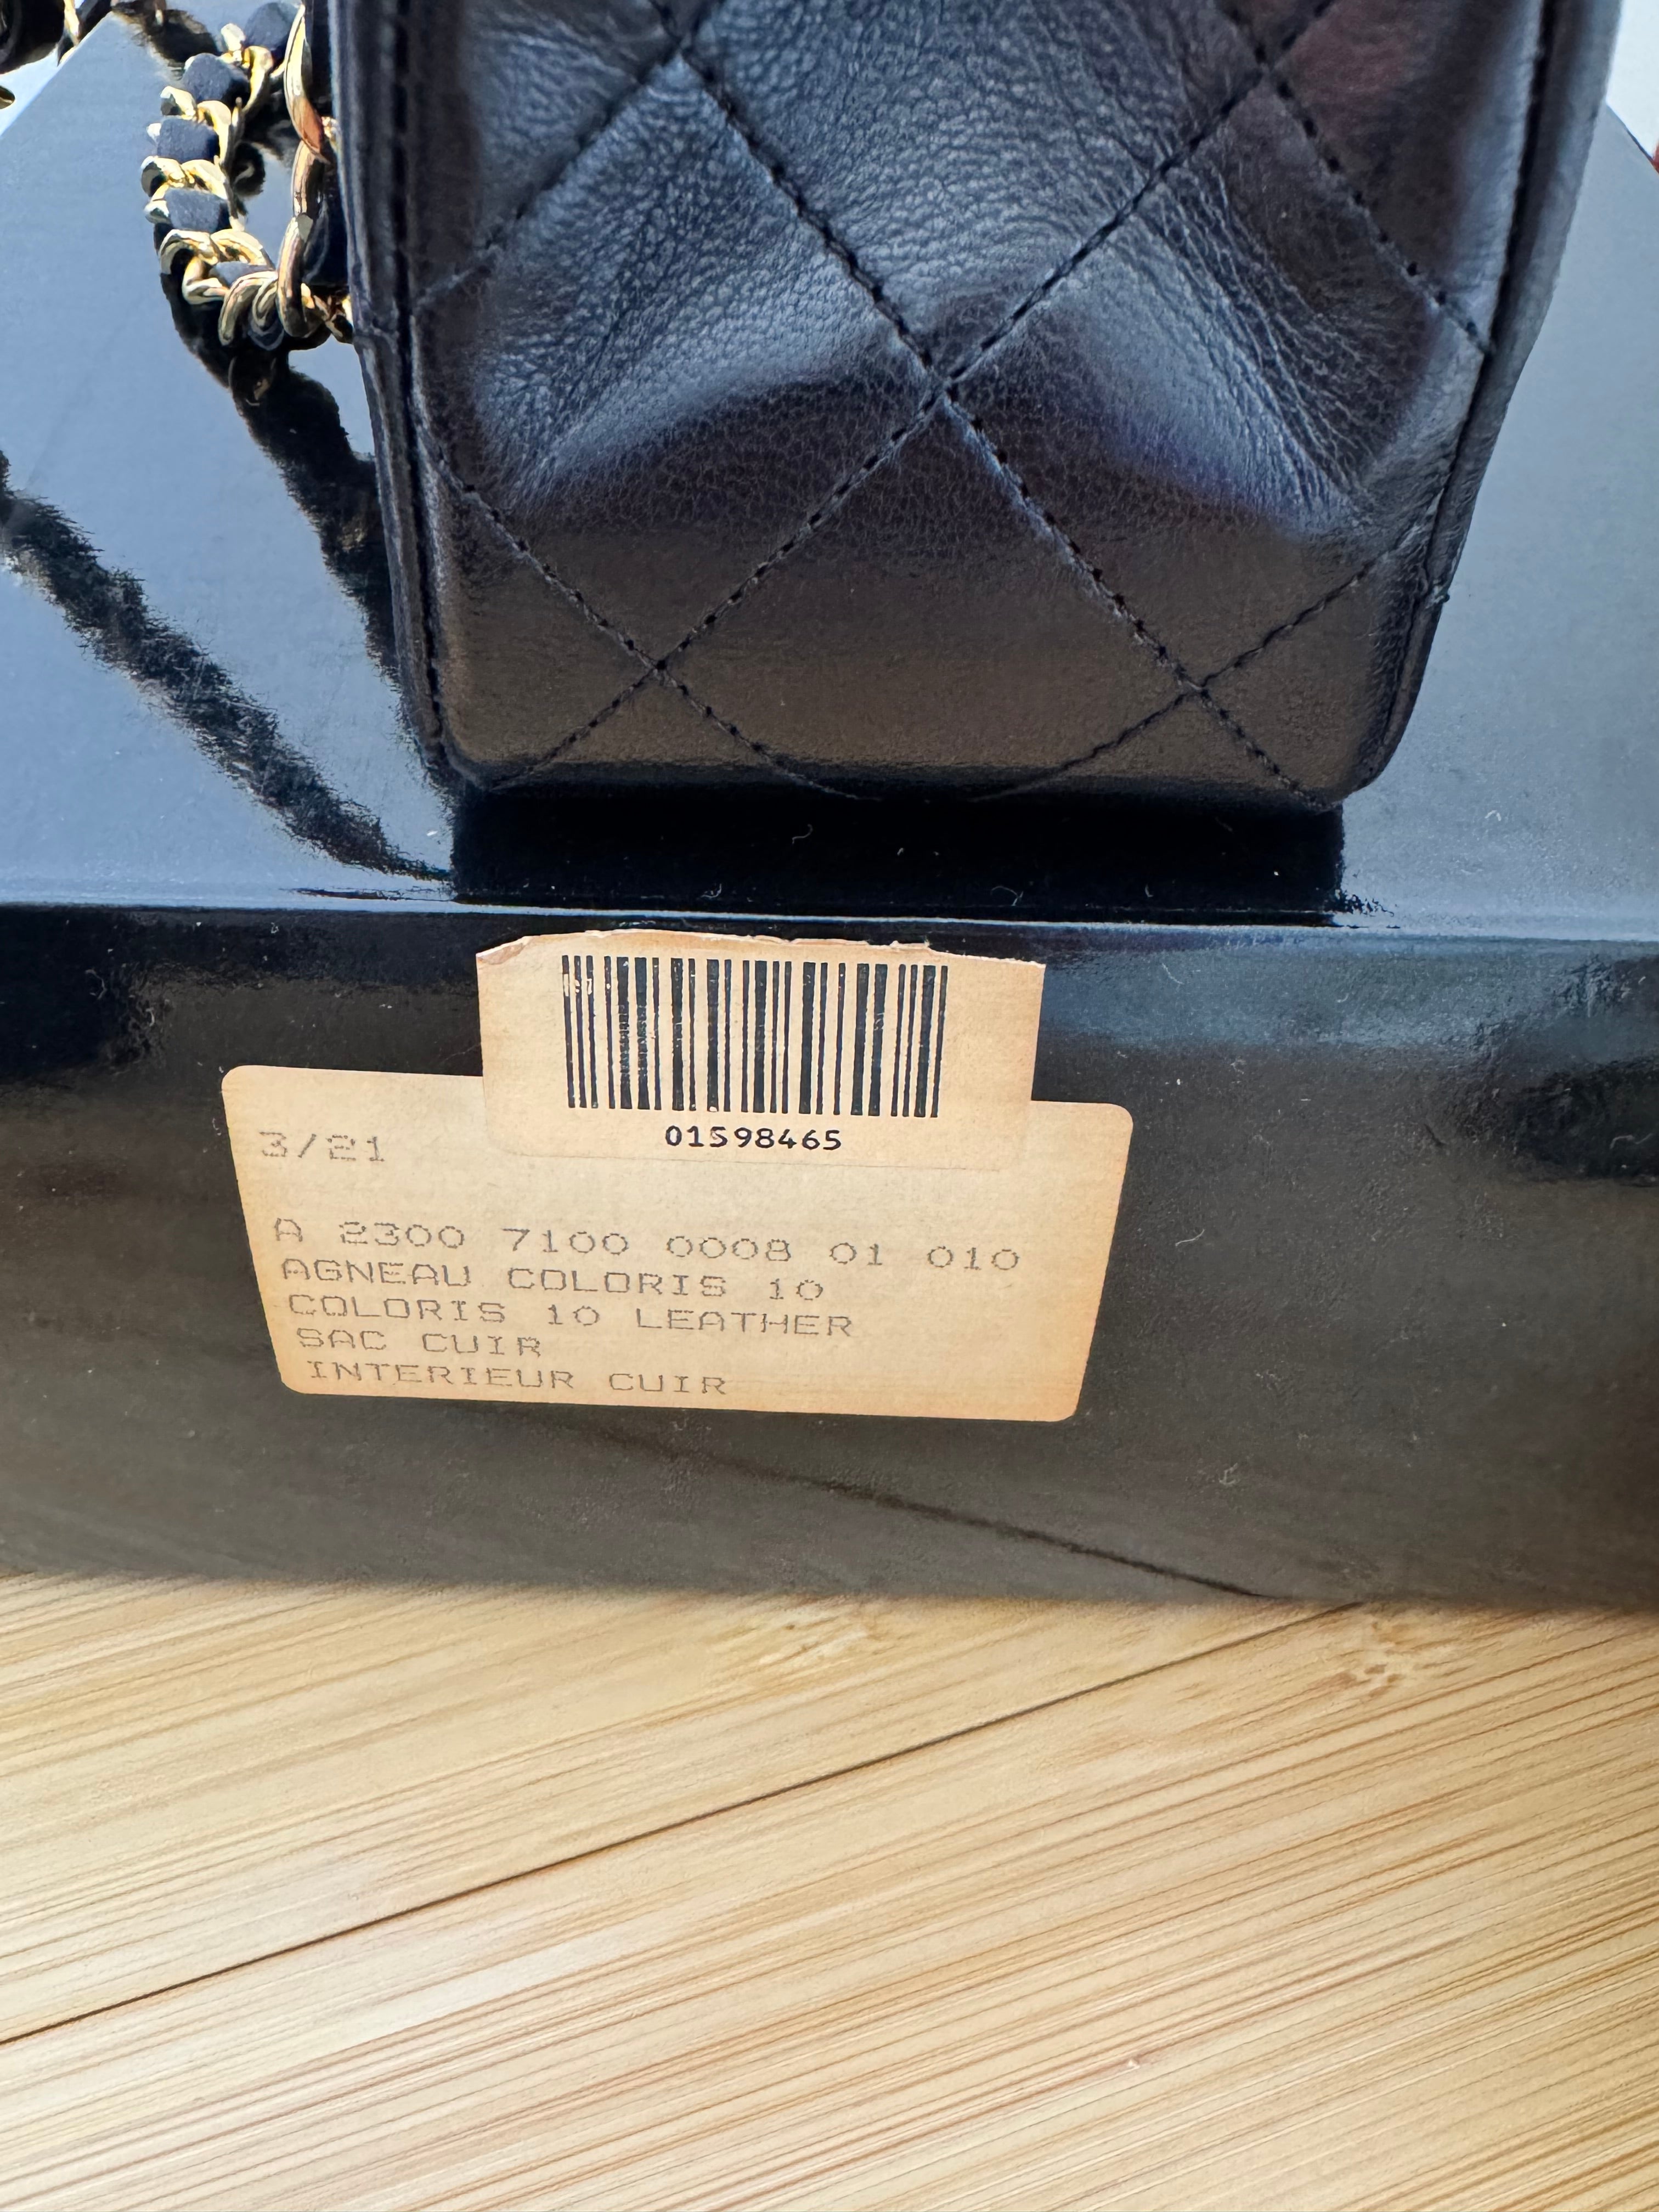 01598465
3/21
A 2300 7100 0008 01 010
AGNEAU COLORIS 10
COLORIS 10 LEATHER
SAC CUIR
INTERIEUR CUIR